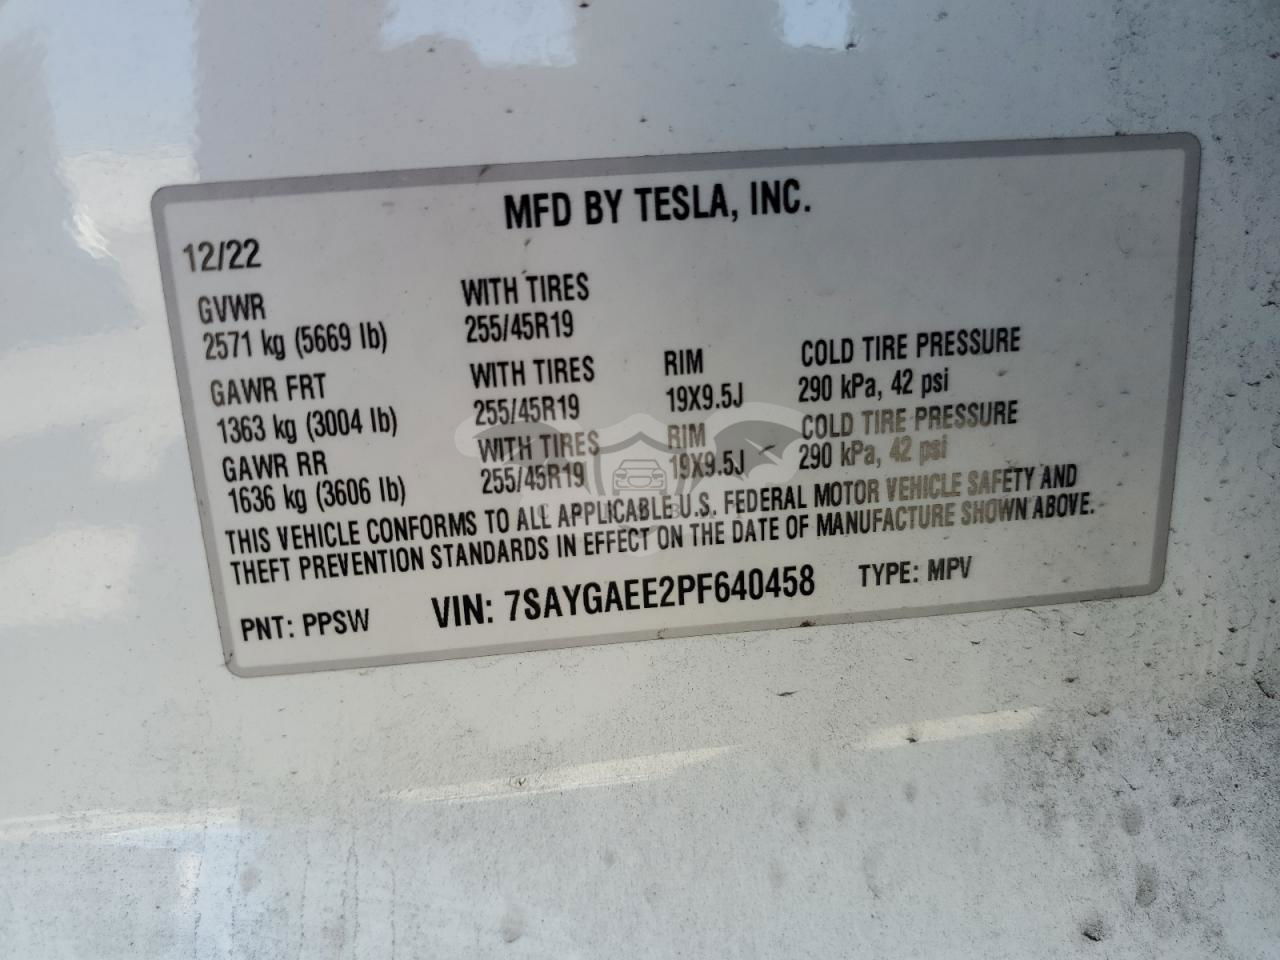 MFD BY TESLA, INC.
12/22
GVWR WITH TIRES
2571 kg (5669 lb) 255/45R19
GAWR FRT WITH TIRES RIM COLD TIRE PRESSURE
1363 kg (3004 lb) 255/45R19 19X9.5J 290 kPa, 42 psi
GAWR RR WITH TIRES RIM COLD TIRE PRESSURE
1636 kg (3606 lb) 255/45R19 19X9.5J 290 kPa, 42 psi
THIS VEHICLE CONFORMS TO ALL APPLICABLE U.S. FEDERAL MOTOR VEHICLE SAFETY AND
THEFT PREVENTION STANDARDS IN EFFECT ON THE DATE OF MANUFACTURE SHOWN ABOVE.
PNT: PPSW VIN: 7SAYGAEE2PF640458 TYPE: MPV